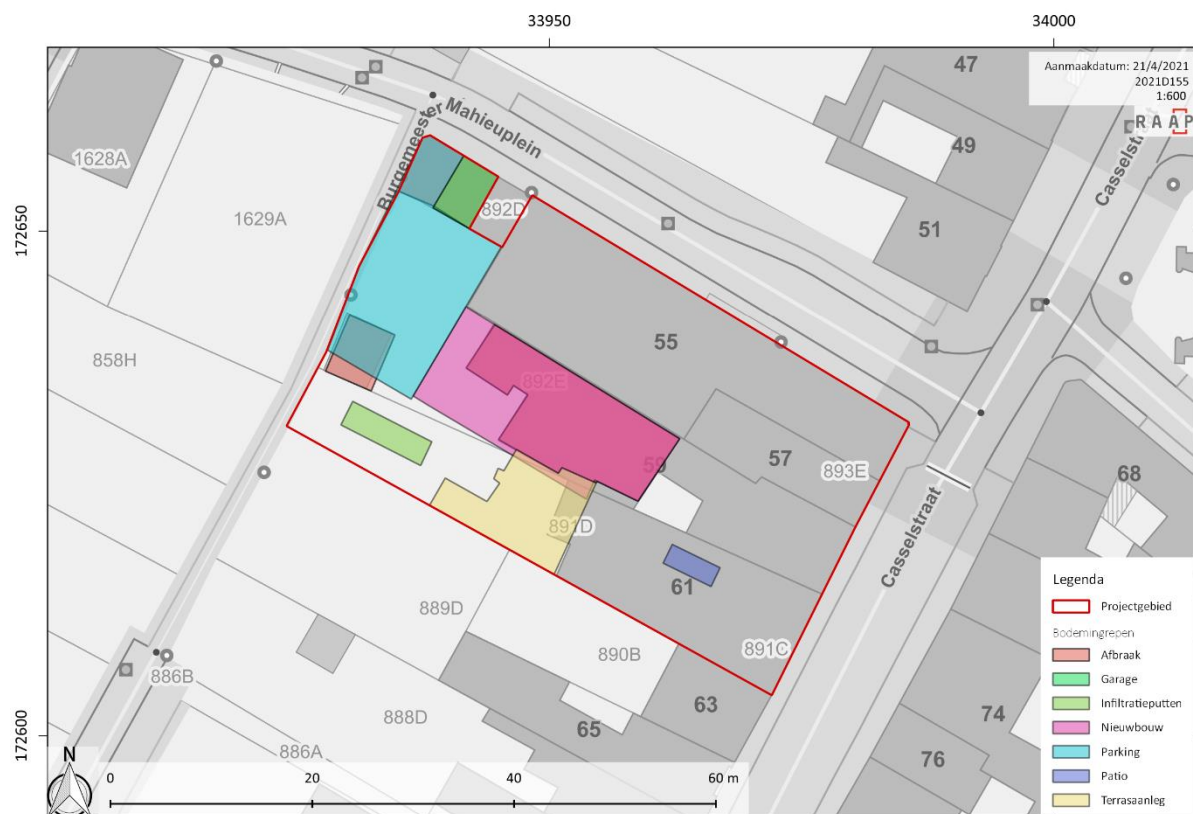 33950
34000
Aanmaakdatum: 21/4/2021
2021D155
1:600
RAAP
172650
172600
Burgemeester
Mahieuplein
Casselstraat
Casselstraat
47
49
51
1628A
1629A
892D
858H
55
892E
59
57
893E
68
891D
61
889D
891C
890B
886B
63
888D
65
74
886A
76
N
0
20
40
60 m
Legenda
Projectgebied
Bodemingrepen
Afbraak
Garage
Infiltratieputten
Nieuwbouw
Parking
Patio
Terrasaanleg